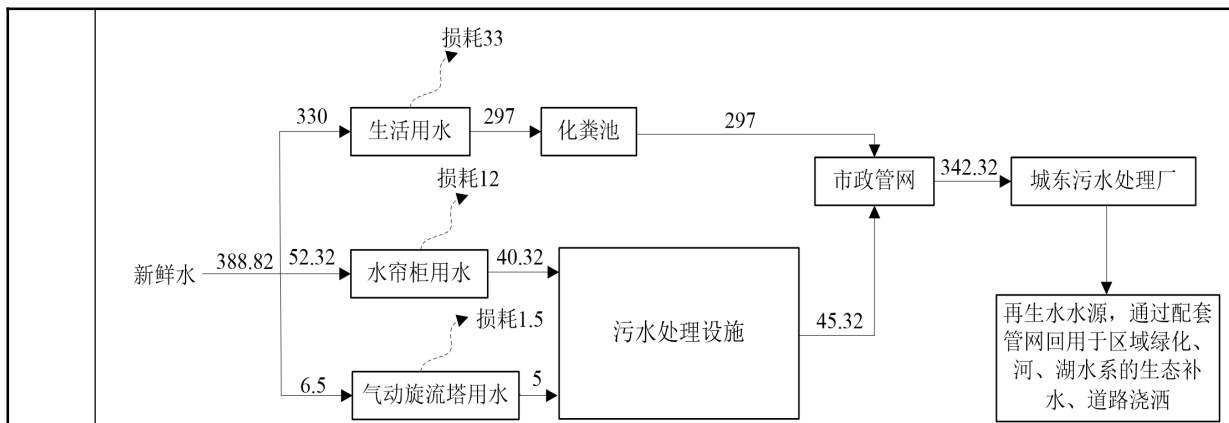 损耗33
330
生活用水
297
化粪池
297
损耗12
市政管网
342.32
城东污水处理厂
新鲜水
388.82
52.32
水帘柜用水
40.32
污水处理设施
45.32
损耗1.5
6.5
气动旋流塔用水
5
再生水水源，通过配套
管网回用于区域绿化、
河、湖水系的生态补
水、道路浇洒